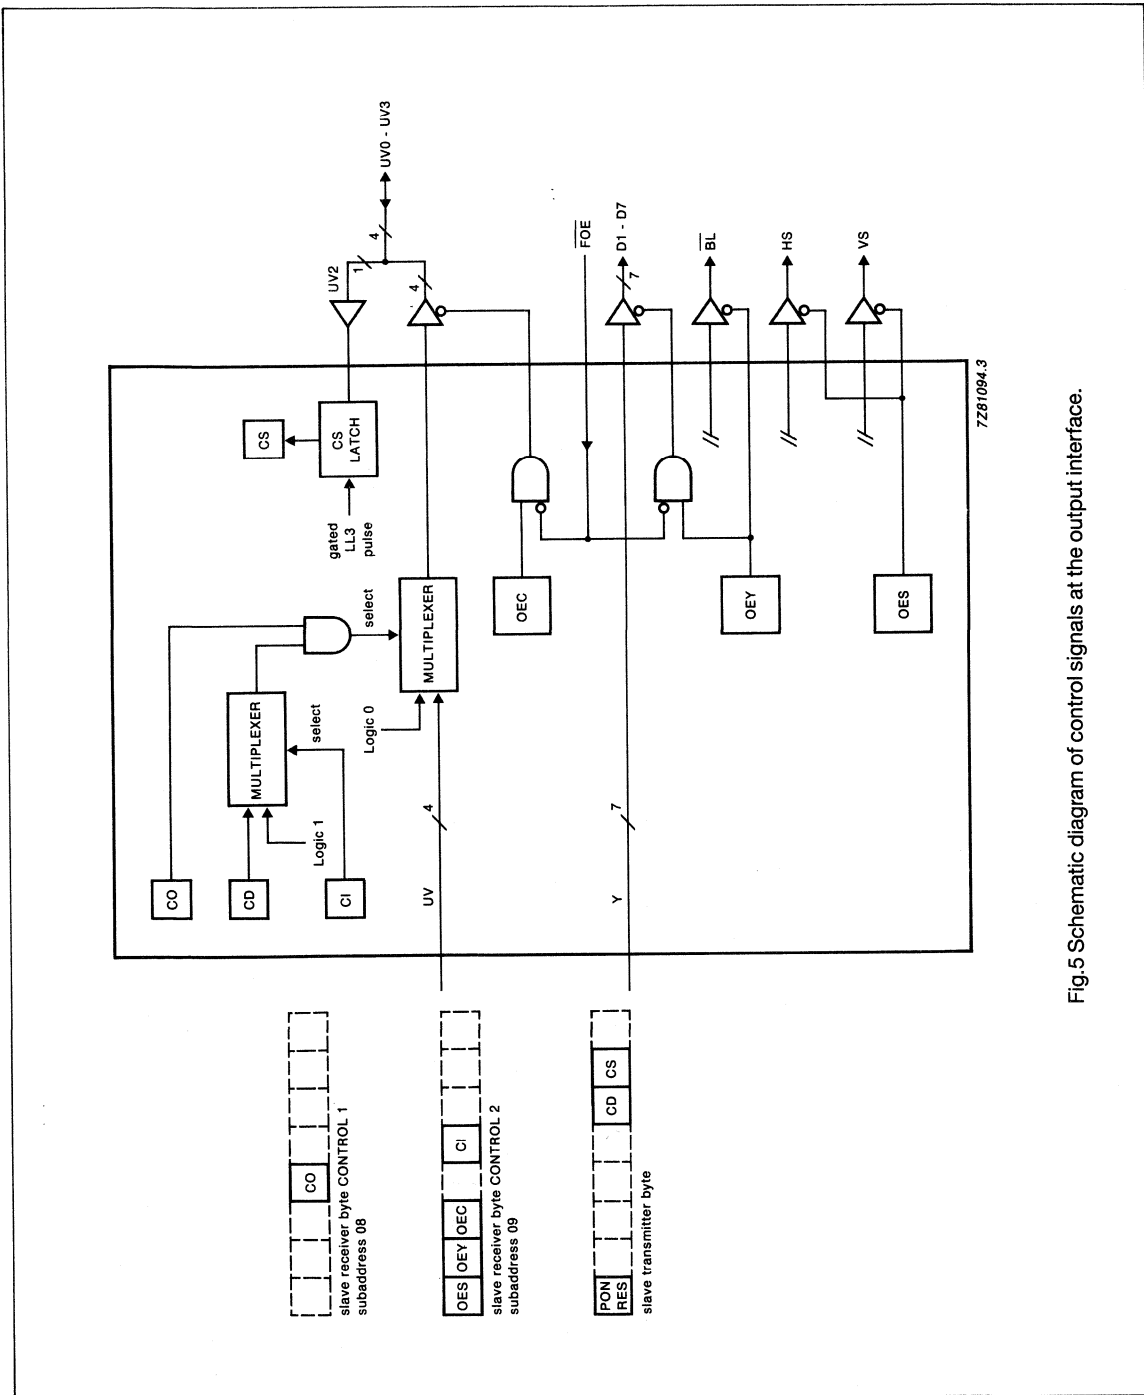 CO
slave receiver byte CONTROL 1
subaddress 08
OES OEY OEC CI
slave receiver byte CONTROL 2
subaddress 09
PON
RES
CD CS
slave transmitter byte
CO
CD
CI
Logic 1
MULTIPLEXER
select
select
Logic 0
MULTIPLEXER
UV
4
Y
7
gated
LL3
pulse
CS
CS
LATCH
UV2
1
4
4
UV0 - UV3
OEC
OEY
OES
FOE
D1 - D7
7
BL
HS
VS
7Z81094.3
Fig.5 Schematic diagram of control signals at the output interface.